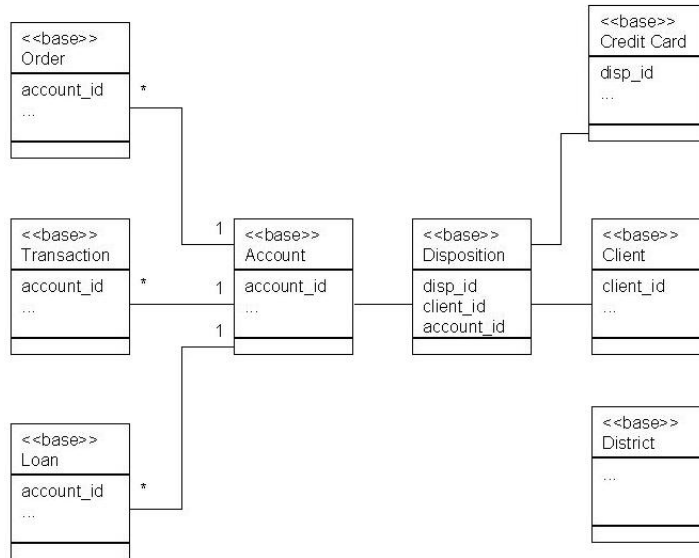 <<base>>
Order
account_id
...
*
<<base>>
Credit Card
disp_id
...
<<base>>
Transaction
account_id
...
*
1
1
1
<<base>>
Account
account_id
...
<<base>>
Disposition
disp_id
client_id
account_id
<<base>>
Client
client_id
...
<<base>>
Loan
account_id
...
*
<<base>>
District
...